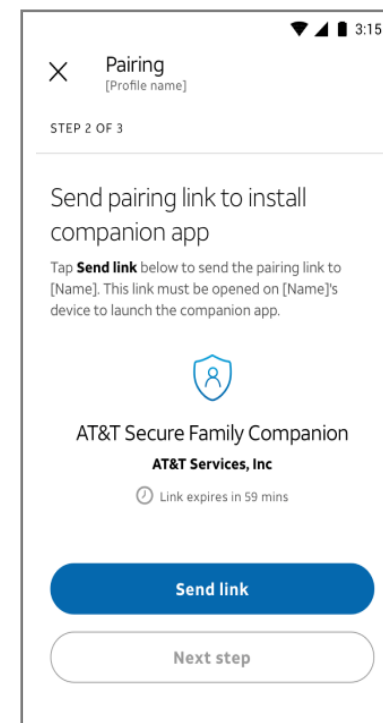 3:15
Pairing
[Profile name]
STEP 2 OF 3
Send pairing link to install
companion app
Tap Send link below to send the pairing link to
[Name]. This link must be opened on [Name]'s
device to launch the companion app.
AT&T Secure Family Companion
AT&T Services, Inc
Link expires in 59 mins
Send link
Next step